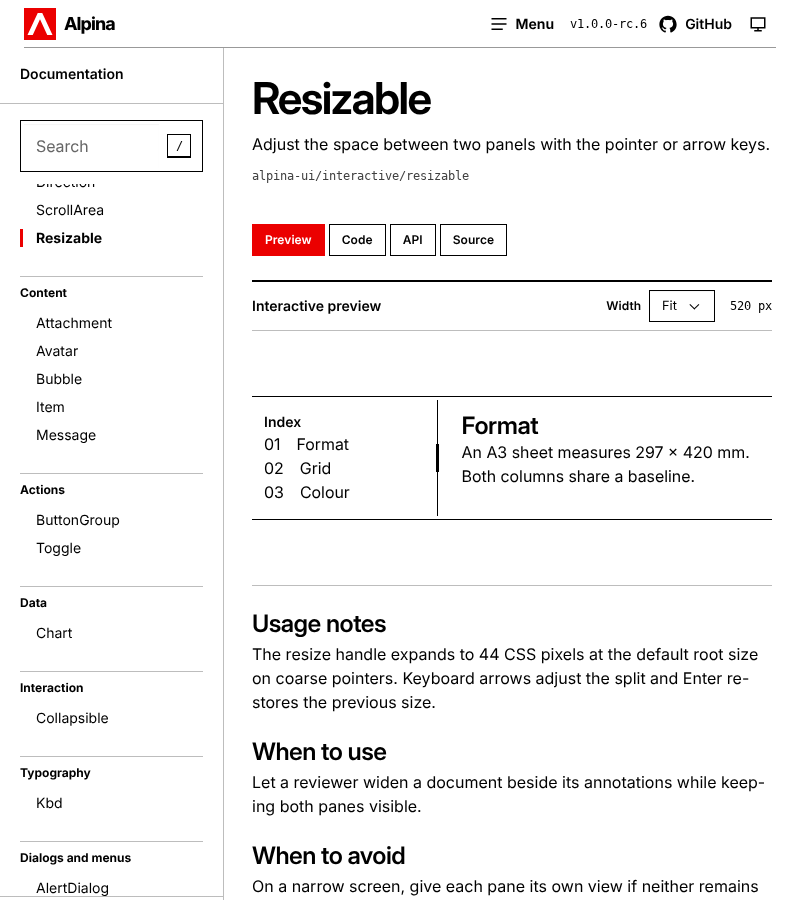 Alpina
Menu
v1.0.0-rc.6
GitHub
Documentation
Search
/
Direction
ScrollArea
Resizable
Content
Attachment
Avatar
Bubble
Item
Message
Actions
ButtonGroup
Toggle
Data
Chart
Interaction
Collapsible
Typography
Kbd
Dialogs and menus
AlertDialog
Resizable
Adjust the space between two panels with the pointer or arrow keys.
alpina-ui/interactive/resizable
Preview
Code
API
Source
Interactive preview
Width
Fit
520 px
Index
01 Format
02 Grid
03 Colour
Format
An A3 sheet measures 297 × 420 mm.
Both columns share a baseline.
Usage notes
The resize handle expands to 44 CSS pixels at the default root size
on coarse pointers. Keyboard arrows adjust the split and Enter re-
stores the previous size.
When to use
Let a reviewer widen a document beside its annotations while keep-
ing both panes visible.
When to avoid
On a narrow screen, give each pane its own view if neither remains